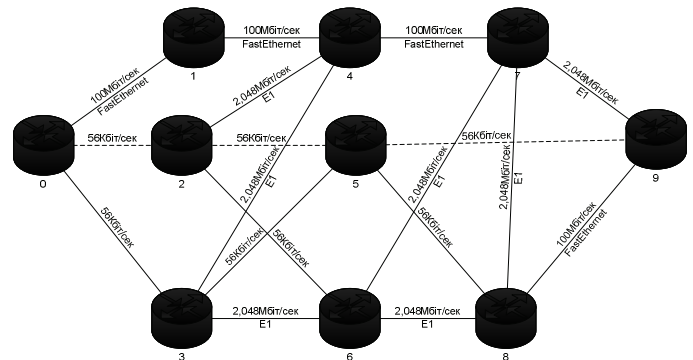 100Мбіт/сек
FastEthernet
100Мбіт/сек
FastEthernet
1
4
7
100Мбіт/сек
FastEthernet
2,048Мбіт/сек
E1
2,048Мбіт/сек
E1
56Кбіт/сек
56Кбіт/сек
56Кбіт/сек
0
2
5
9
2,048Мбіт/сек
E1
2,048Мбіт/сек
E1
2,048Мбіт/сек
E1
56Кбіт/сек
56Кбіт/сек
56Кбіт/сек
56Кбіт/сек
100Мбіт/сек
FastEthernet
2,048Мбіт/сек
E1
2,048Мбіт/сек
E1
3
6
8